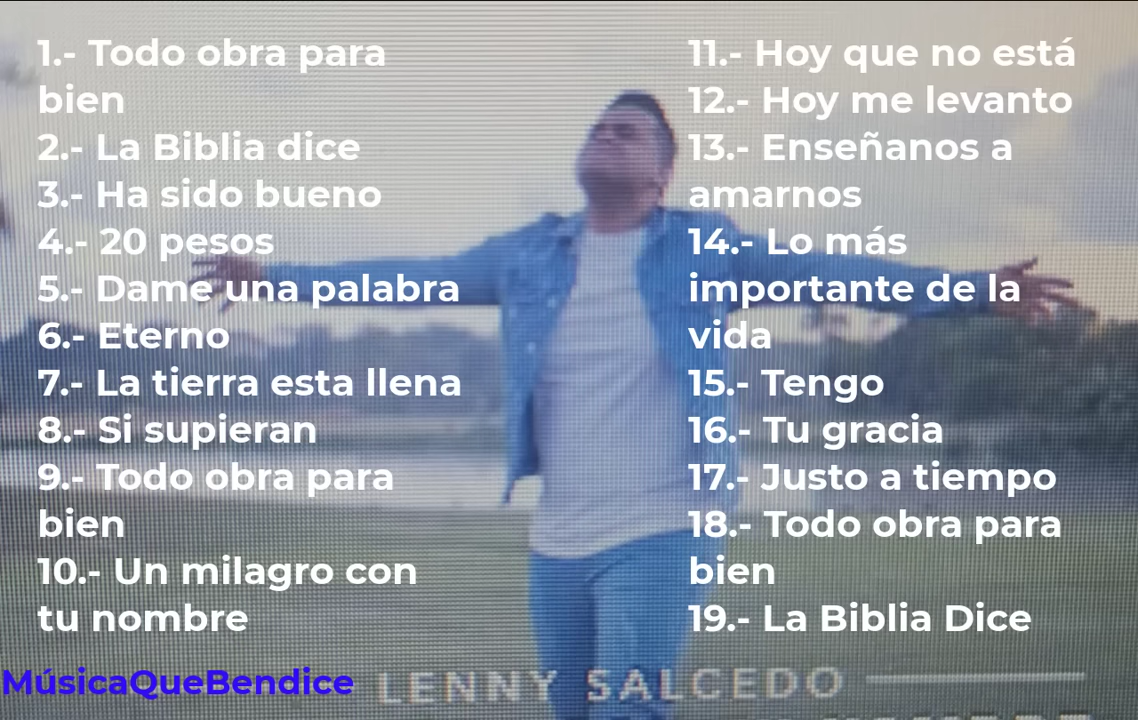 1.- Todo obra para
bien
2.- La Biblia dice
3.- Ha sido bueno
4.- 20 pesos
5.- Dame una palabra
6.- Eterno
7.- La tierra esta llena
8.- Si supieran
9.- Todo obra para
bien
10.- Un milagro con
tu nombre
11.- Hoy que no está
12.- Hoy me levanto
13.- Enseñanos a
amarnos
14.- Lo más
importante de la
vida
15.- Tengo
16.- Tu gracia
17.- Justo a tiempo
18.- Todo obra para
bien
19.- La Biblia Dice
MúsicaQueBendice
LENNY SALCEDO